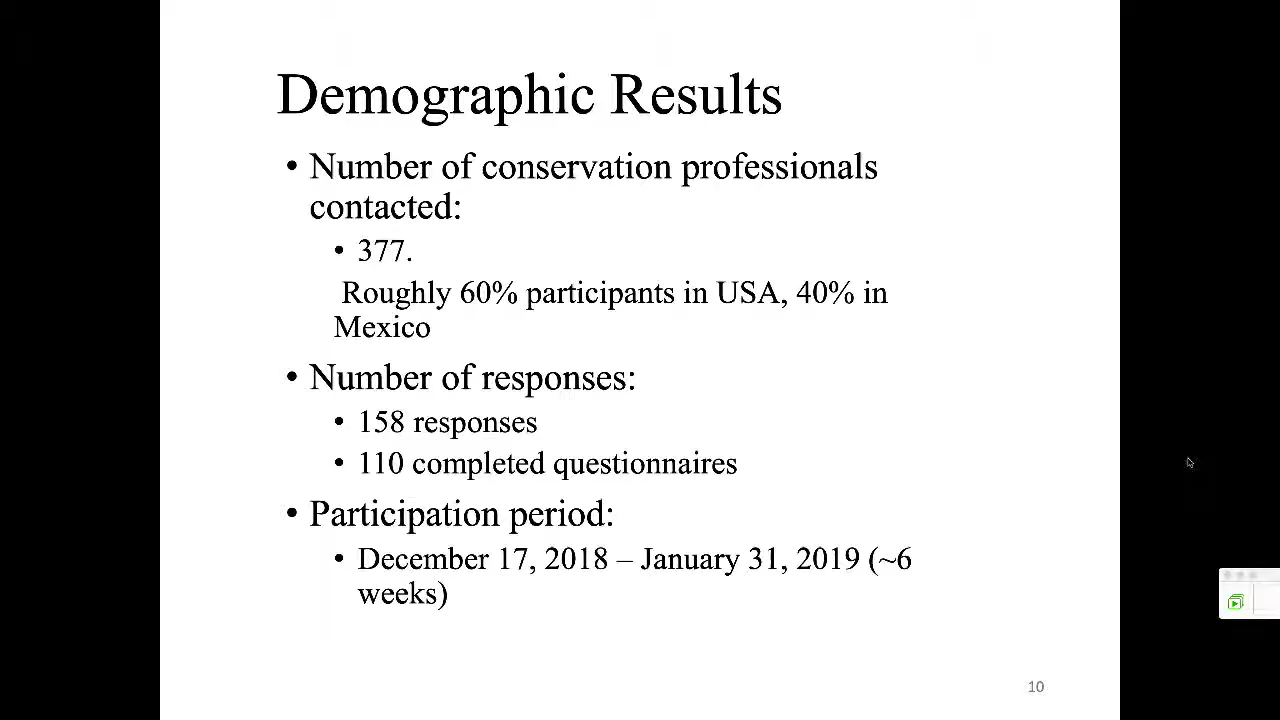 Demographic Results
• Number of conservation professionals
contacted:
• 377.
Roughly 60% participants in USA, 40% in
Mexico
• Number of responses:
• 158 responses
• 110 completed questionnaires
• Participation period:
• December 17, 2018 – January 31, 2019 (~6
weeks)
10